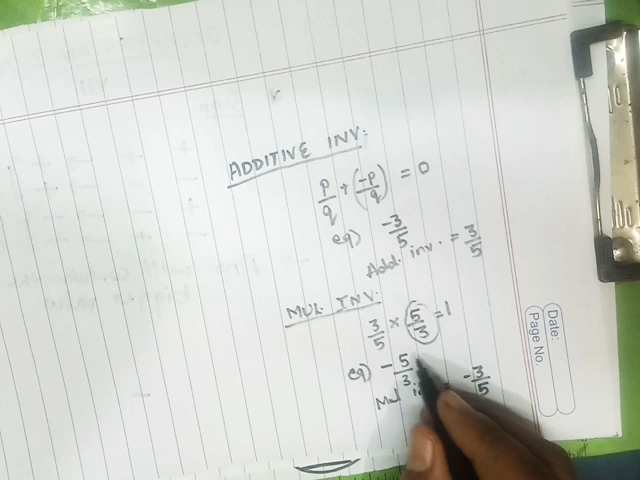 ADDITIVE INV:
p/q + (-p/q) = 0
eg) -3/5
Add. inv. = 3/5
MUL. INV:
3/5 × (5/3) = 1
eg) -5/3
Mul -3/5
Date:
Page No.